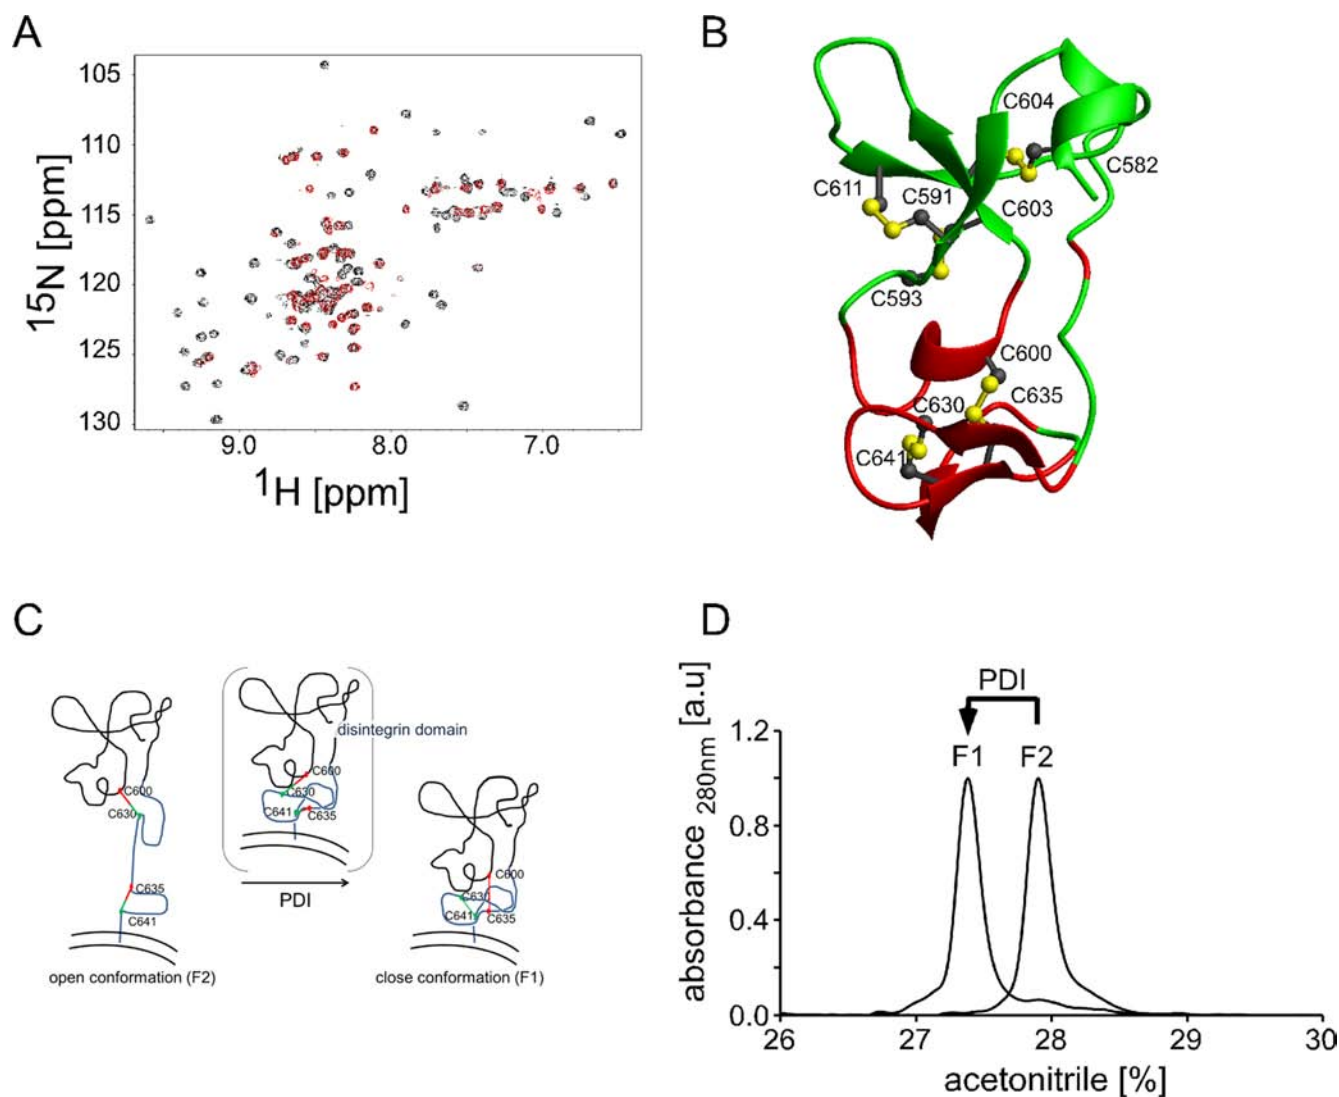 A
105
110
115
120
125
130
15N [ppm]
9.0 8.0 7.0
1H [ppm]
B
C604
C582
C611
C591
C603
C593
C600
C635
C630
C641
C
disintegrin domain
C600
C630
C641
C635
C600
C630
C635
C641
PDI
C600
C630
C641
C635
open conformation (F2)
close conformation (F1)
D
PDI
F1 F2
absorbance 280nm [a.u]
1.2
0.8
0.4
0.0
26 27 28 29 30
acetonitrile [%]